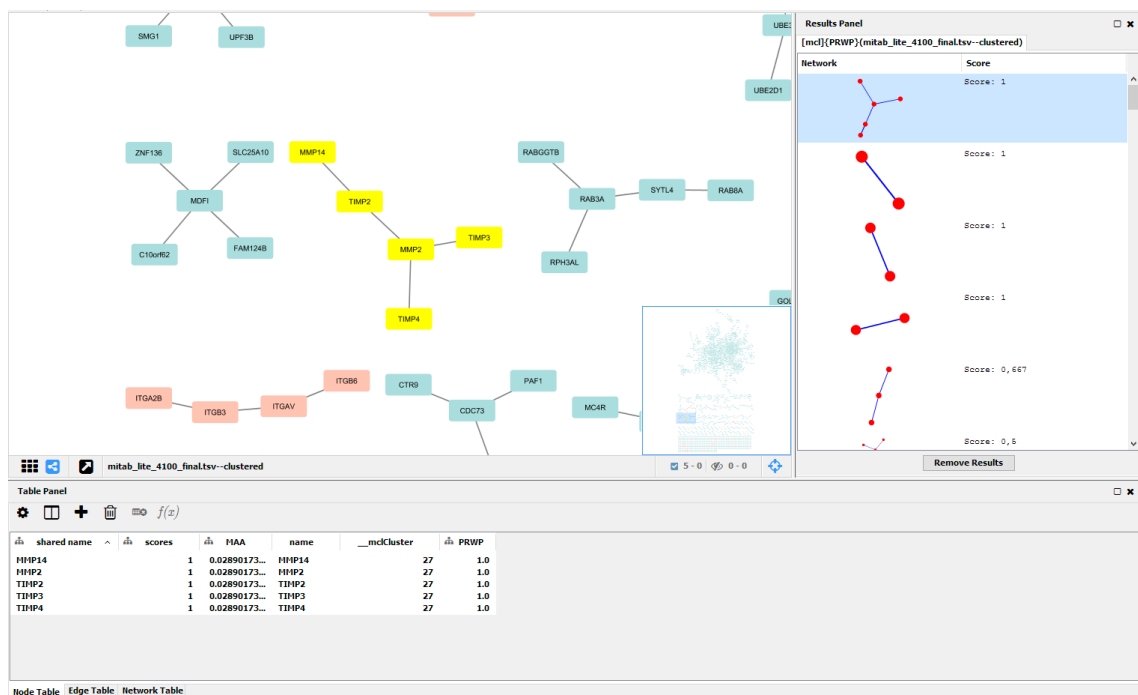 SMG1
UPF3B
UBE3
UBE2D1
ZNF136
SLC25A10
MMP14
RABGGTB
MDFI
TIMP2
RAB3A
SYTL4
RAB8A
C10orf62
FAM124B
MMP2
TIMP3
RPH3AL
TIMP4
GOL
ITGA2B
ITGB3
ITGAV
ITGB6
CTR9
CDC73
PAF1
MC4R
mitab_lite_4100_final.tsv--clustered
5 - 0
0 - 0
Results Panel
[mcl]{PRWP}(mitab_lite_4100_final.tsv--clustered)
Network Score
Score: 1
Score: 1
Score: 1
Score: 1
Score: 0,667
Score: 0,5
Remove Results
Table Panel
f(x)
shared name scores MAA name __mclCluster PRWP
MMP14 1 0.02890173... MMP14 27 1.0
MMP2 1 0.02890173... MMP2 27 1.0
TIMP2 1 0.02890173... TIMP2 27 1.0
TIMP3 1 0.02890173... TIMP3 27 1.0
TIMP4 1 0.02890173... TIMP4 27 1.0
Node Table Edge Table Network Table